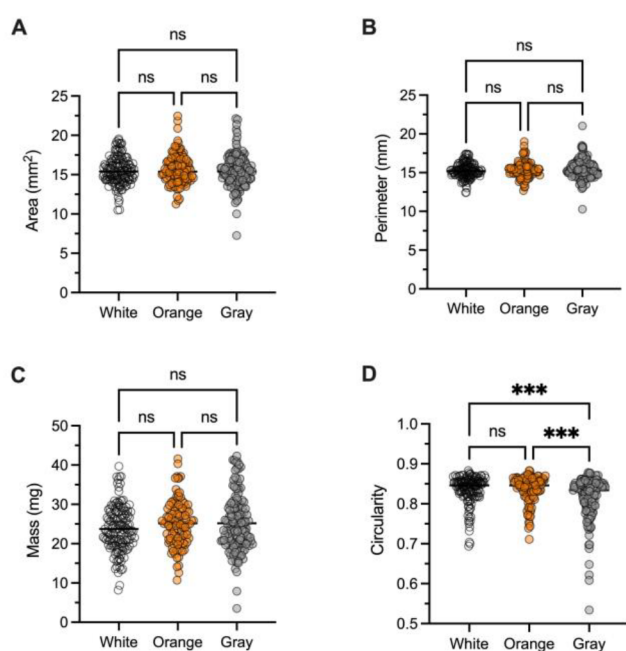 A
ns
ns ns
25
20
15
10
5
0
Area (mm²)
White Orange Gray
B
ns
ns ns
25
20
15
10
5
0
Perimeter (mm)
White Orange Gray
C
ns
ns ns
50
40
30
20
10
0
Mass (mg)
White Orange Gray
D
***
ns ***
1.0
0.9
0.8
0.7
0.6
0.5
Circularity
White Orange Gray